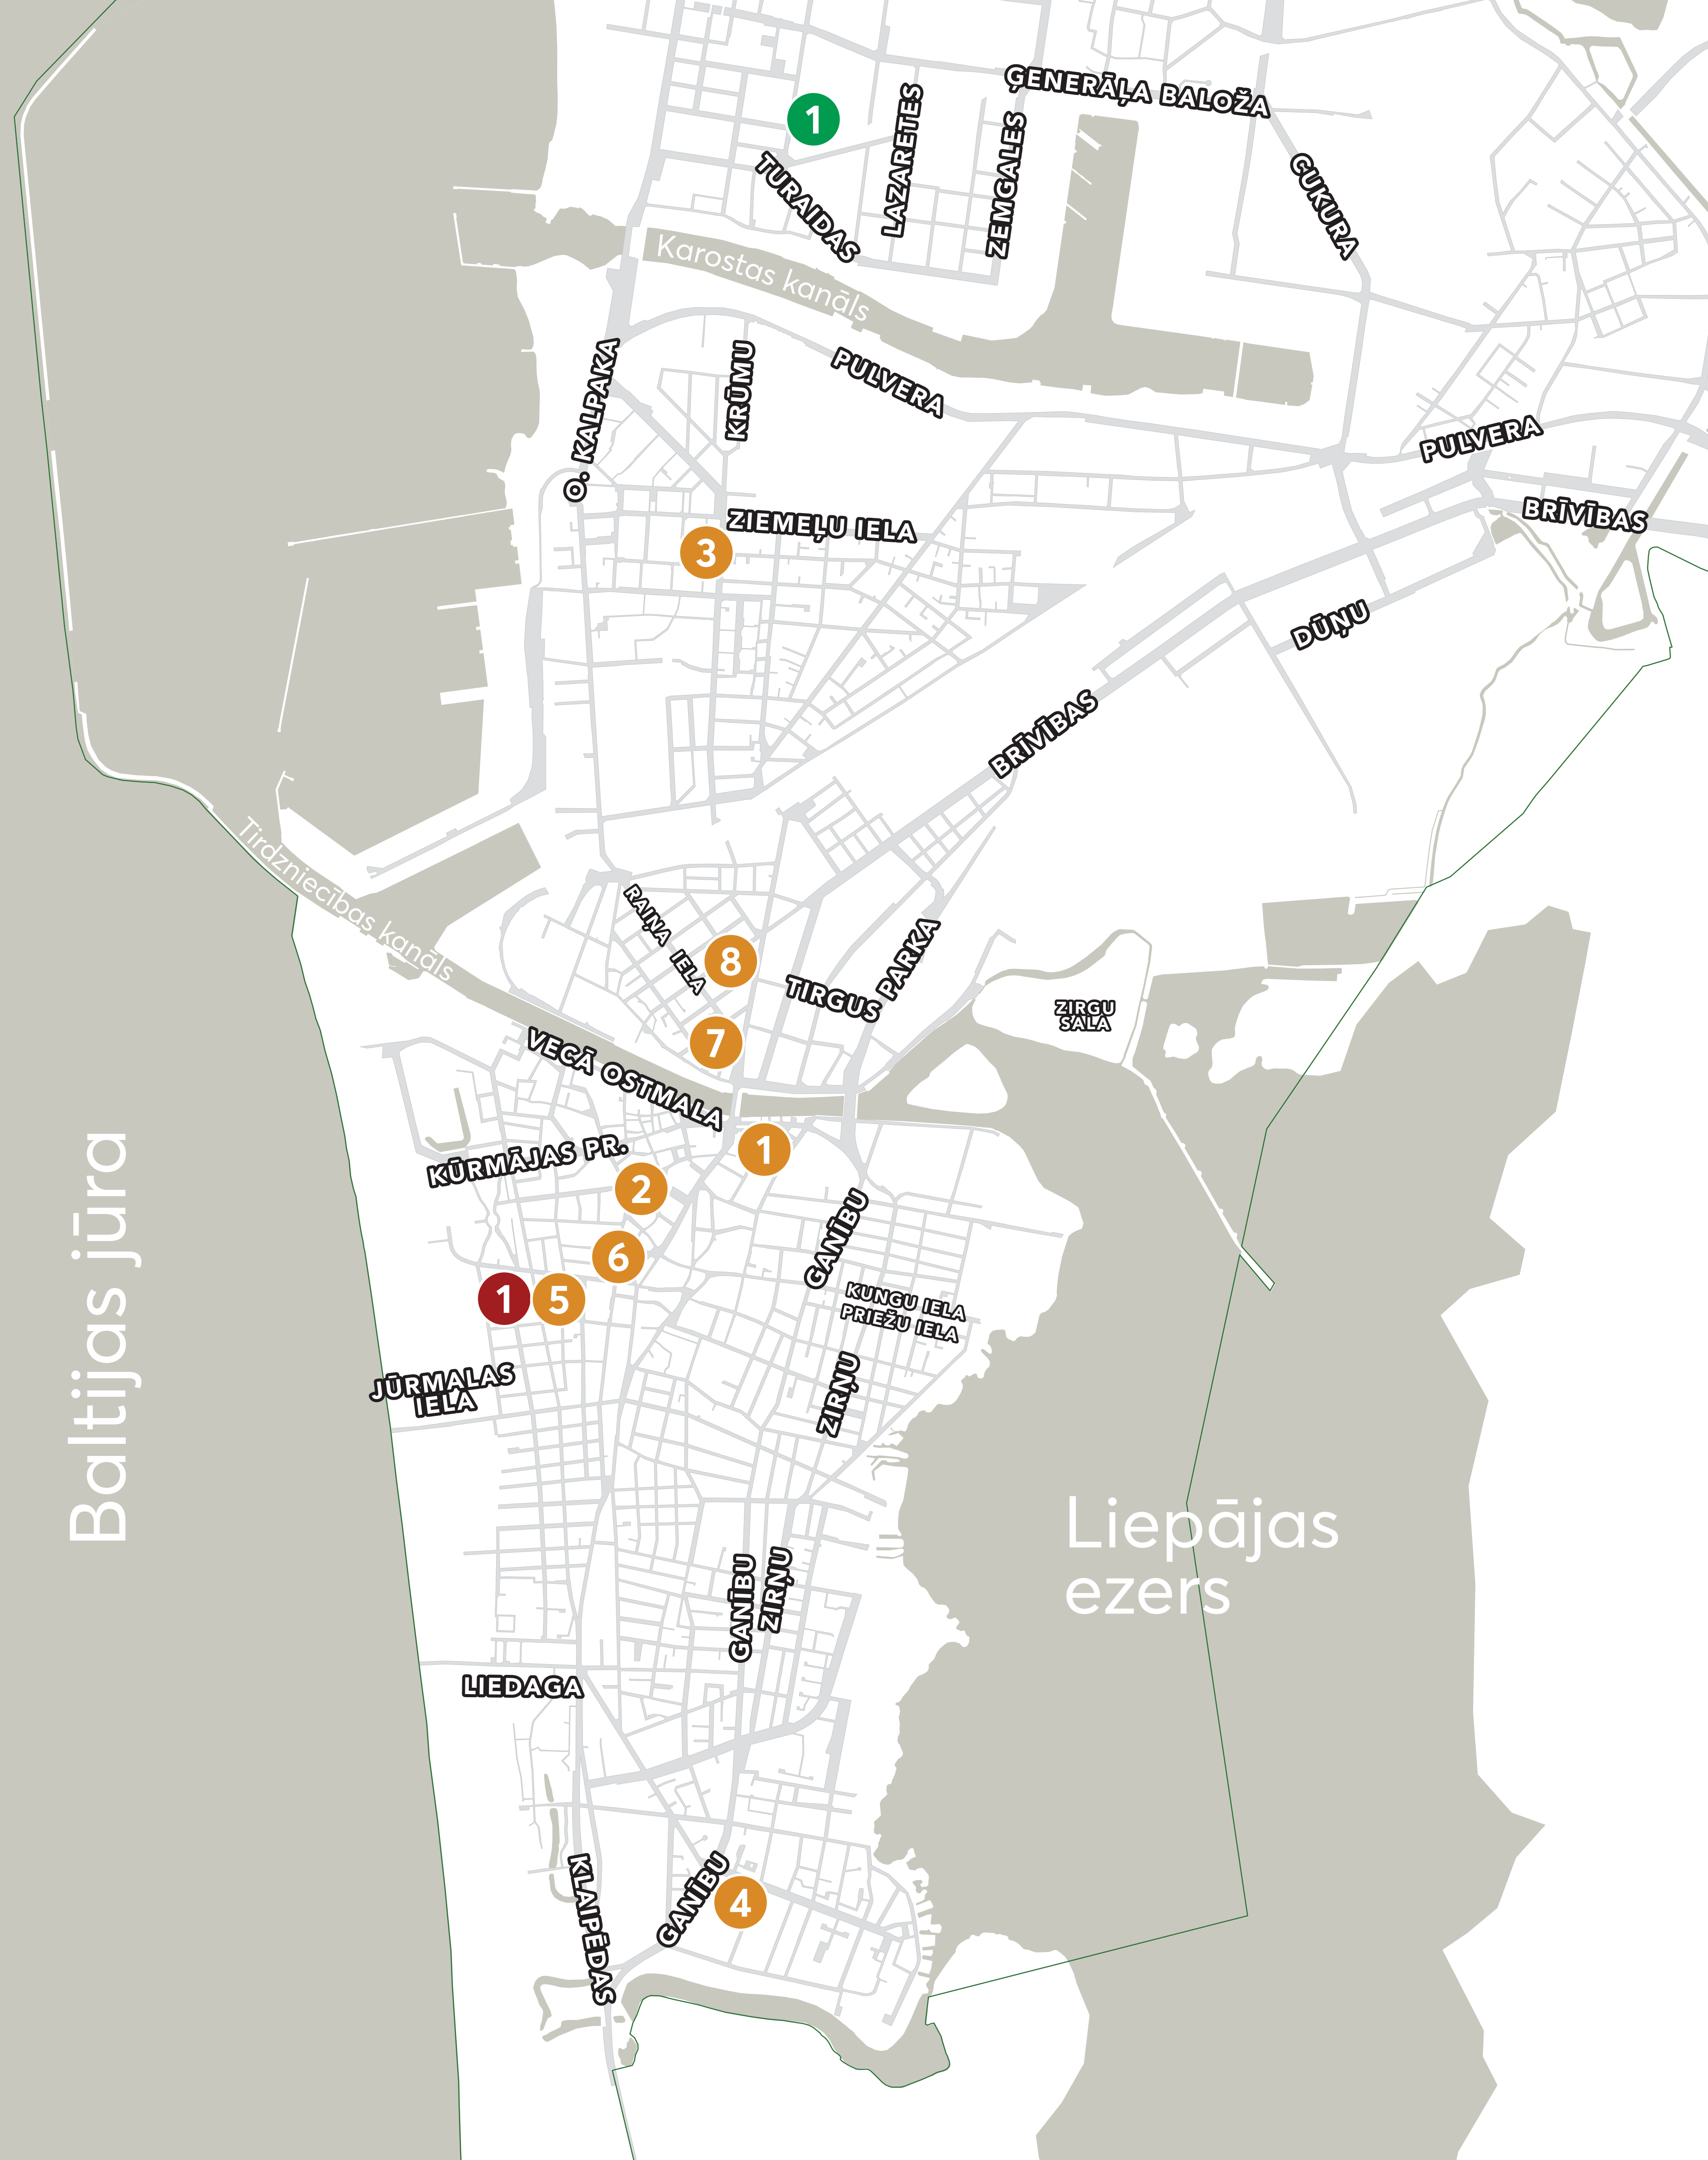 ĢENERĀĻA BALOŽA
1
LAZARETES
ZEMGALES
TURAIDAS
CUKURA
Karostas kanāls
O. KALPAKA
KRŪMU
PULVERA
PULVERA
BRĪVĪBAS
ZIEMEĻU IELA
3
DŪŅU
BRĪVĪBAS
Tirdzniecības kanāls
RAIŅA IELA
8
PARKA
TIRGUS
ZIRGU
SALA
7
VECĀ OSTMALA
1
KŪRMĀJAS PR.
2
GANĪBU
6
1
5
KUNGU IELA
PRIEŽU IELA
Baltijas jūra
JŪRMALAS
IELA
ZIRŅU
Liepājas
ezers
GANĪBU
ZIRŅU
LIEDAGA
KLAIPĒDAS
GANĪBU
4